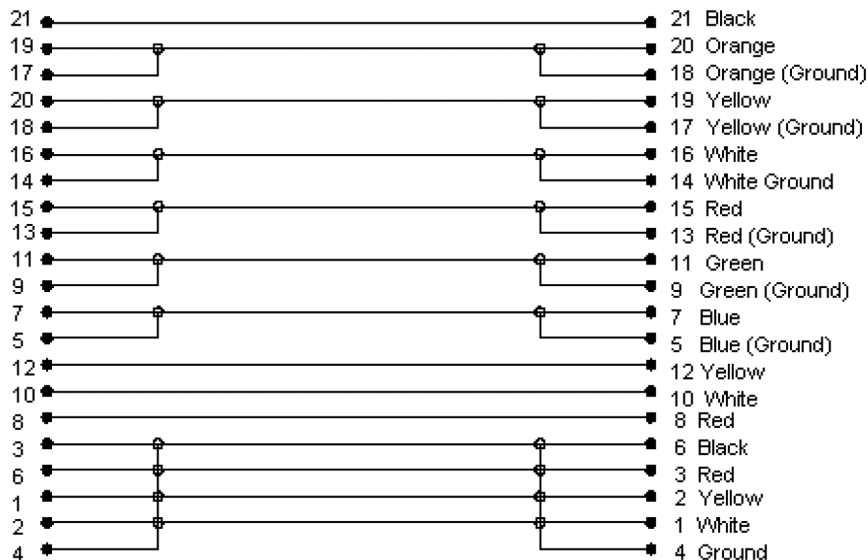 21 21 Black
19 20 Orange
17 18 Orange (Ground)
20 19 Yellow
18 17 Yellow (Ground)
16 16 White
14 14 White Ground
15 15 Red
13 13 Red (Ground)
11 11 Green
9 9 Green (Ground)
7 7 Blue
5 5 Blue (Ground)
12 12 Yellow
10 10 White
8 8 Red
3 6 Black
6 3 Red
1 2 Yellow
2 1 White
4 4 Ground